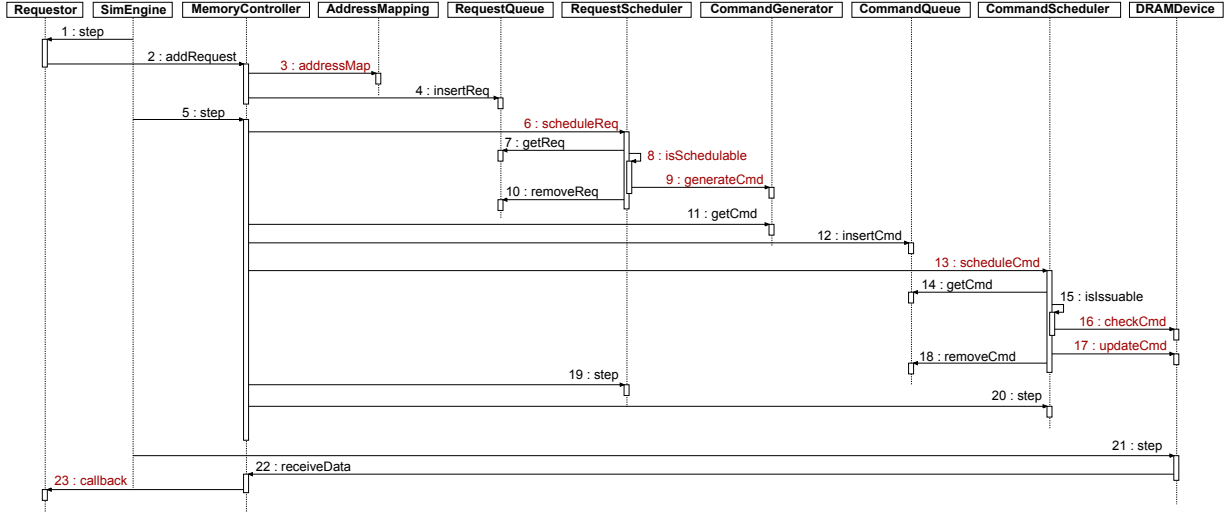 Requestor SimEngine MemoryController AddressMapping RequestQueue RequestScheduler CommandGenerator CommandQueue CommandScheduler DRAMDevice
1 : step
2 : addRequest
3 : addressMap
4 : insertReq
5 : step
6 : scheduleReq
7 : getReq
8 : isSchedulable
9 : generateCmd
10 : removeReq
11 : getCmd
12 : insertCmd
13 : scheduleCmd
14 : getCmd
15 : isIssuable
16 : checkCmd
17 : updateCmd
18 : removeCmd
19 : step
20 : step
21 : step
22 : receiveData
23 : callback